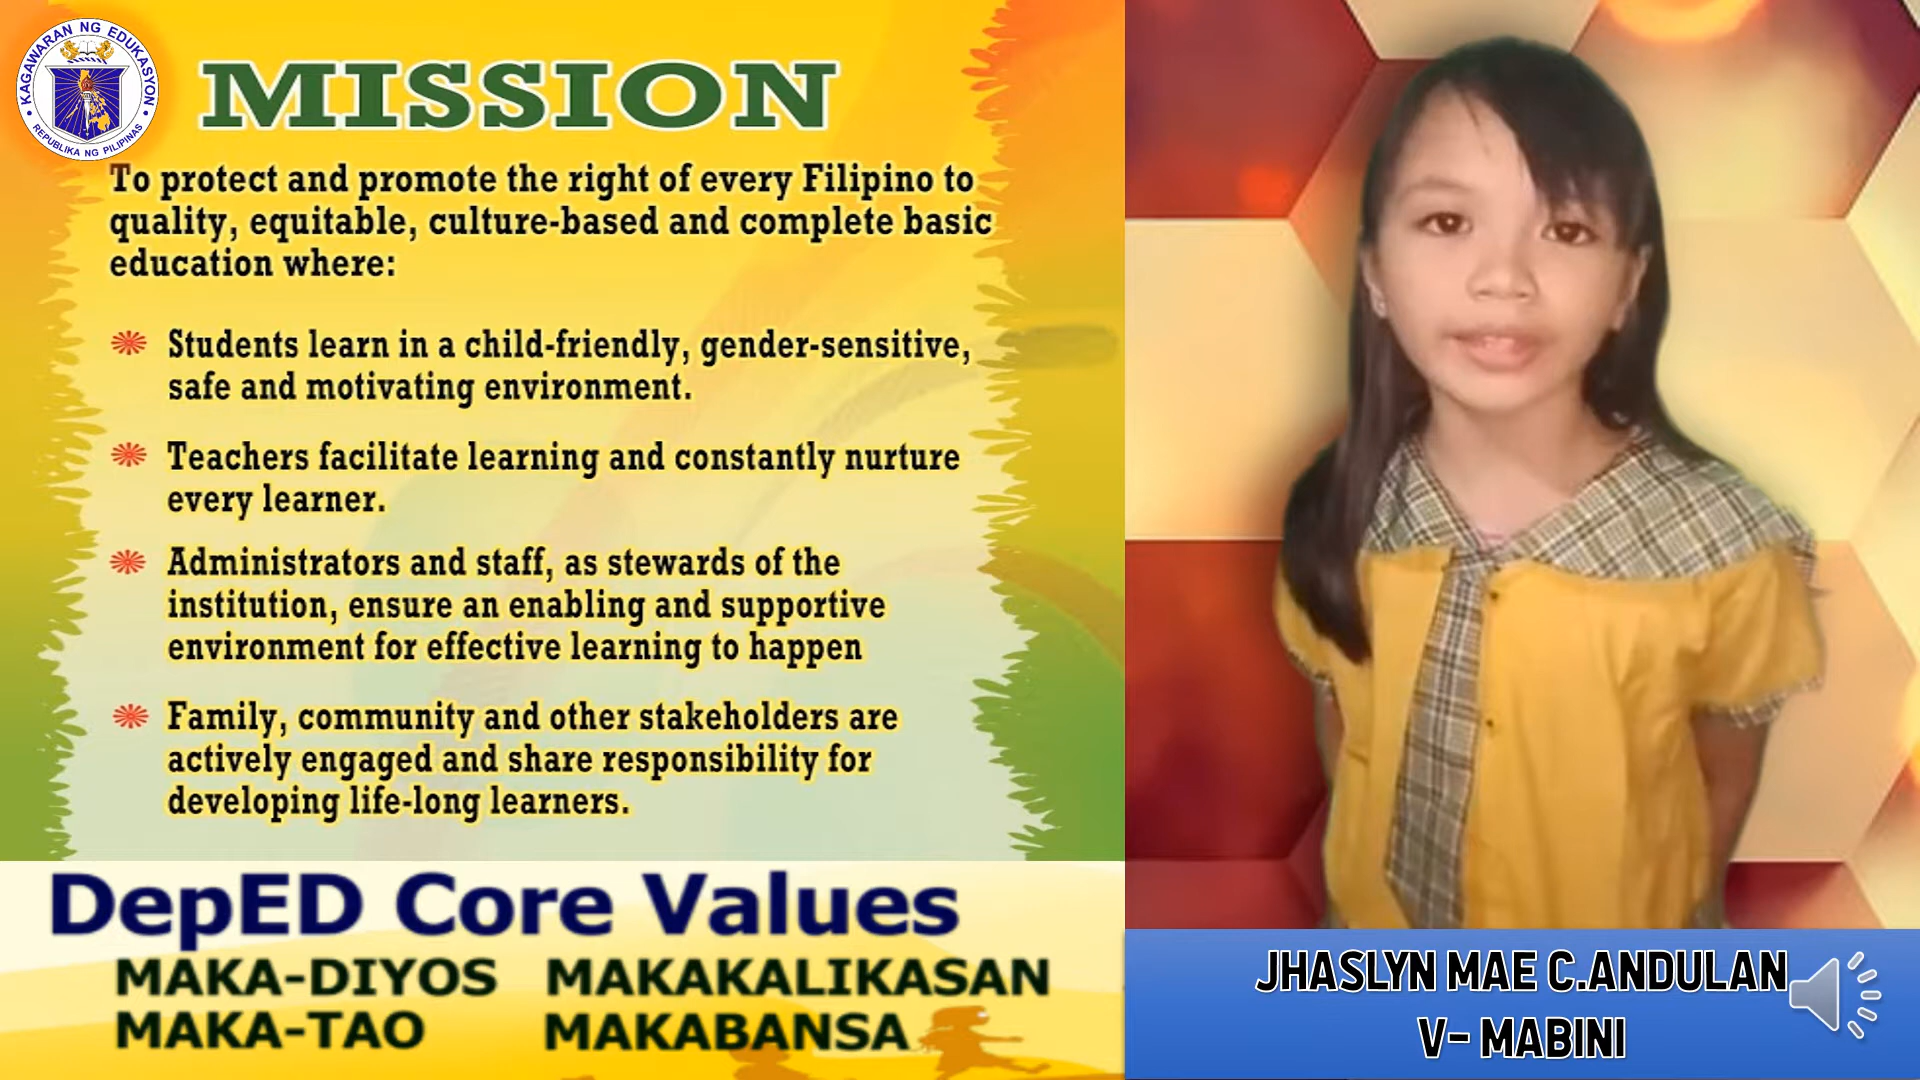 KAGAWARAN NG EDUKASYON
REPUBLIKA NG PILIPINAS
MISSION
To protect and promote the right of every Filipino to
quality, equitable, culture-based and complete basic
education where:
Students learn in a child-friendly, gender-sensitive,
safe and motivating environment.
Teachers facilitate learning and constantly nurture
every learner.
Administrators and staff, as stewards of the
institution, ensure an enabling and supportive
environment for effective learning to happen
Family, community and other stakeholders are
actively engaged and share responsibility for
developing life-long learners.
DepED Core Values
MAKA-DIYOS MAKAKALIKASAN
MAKA-TAO MAKABANSA
JHASLYN MAE C.ANDULAN
V- MABINI